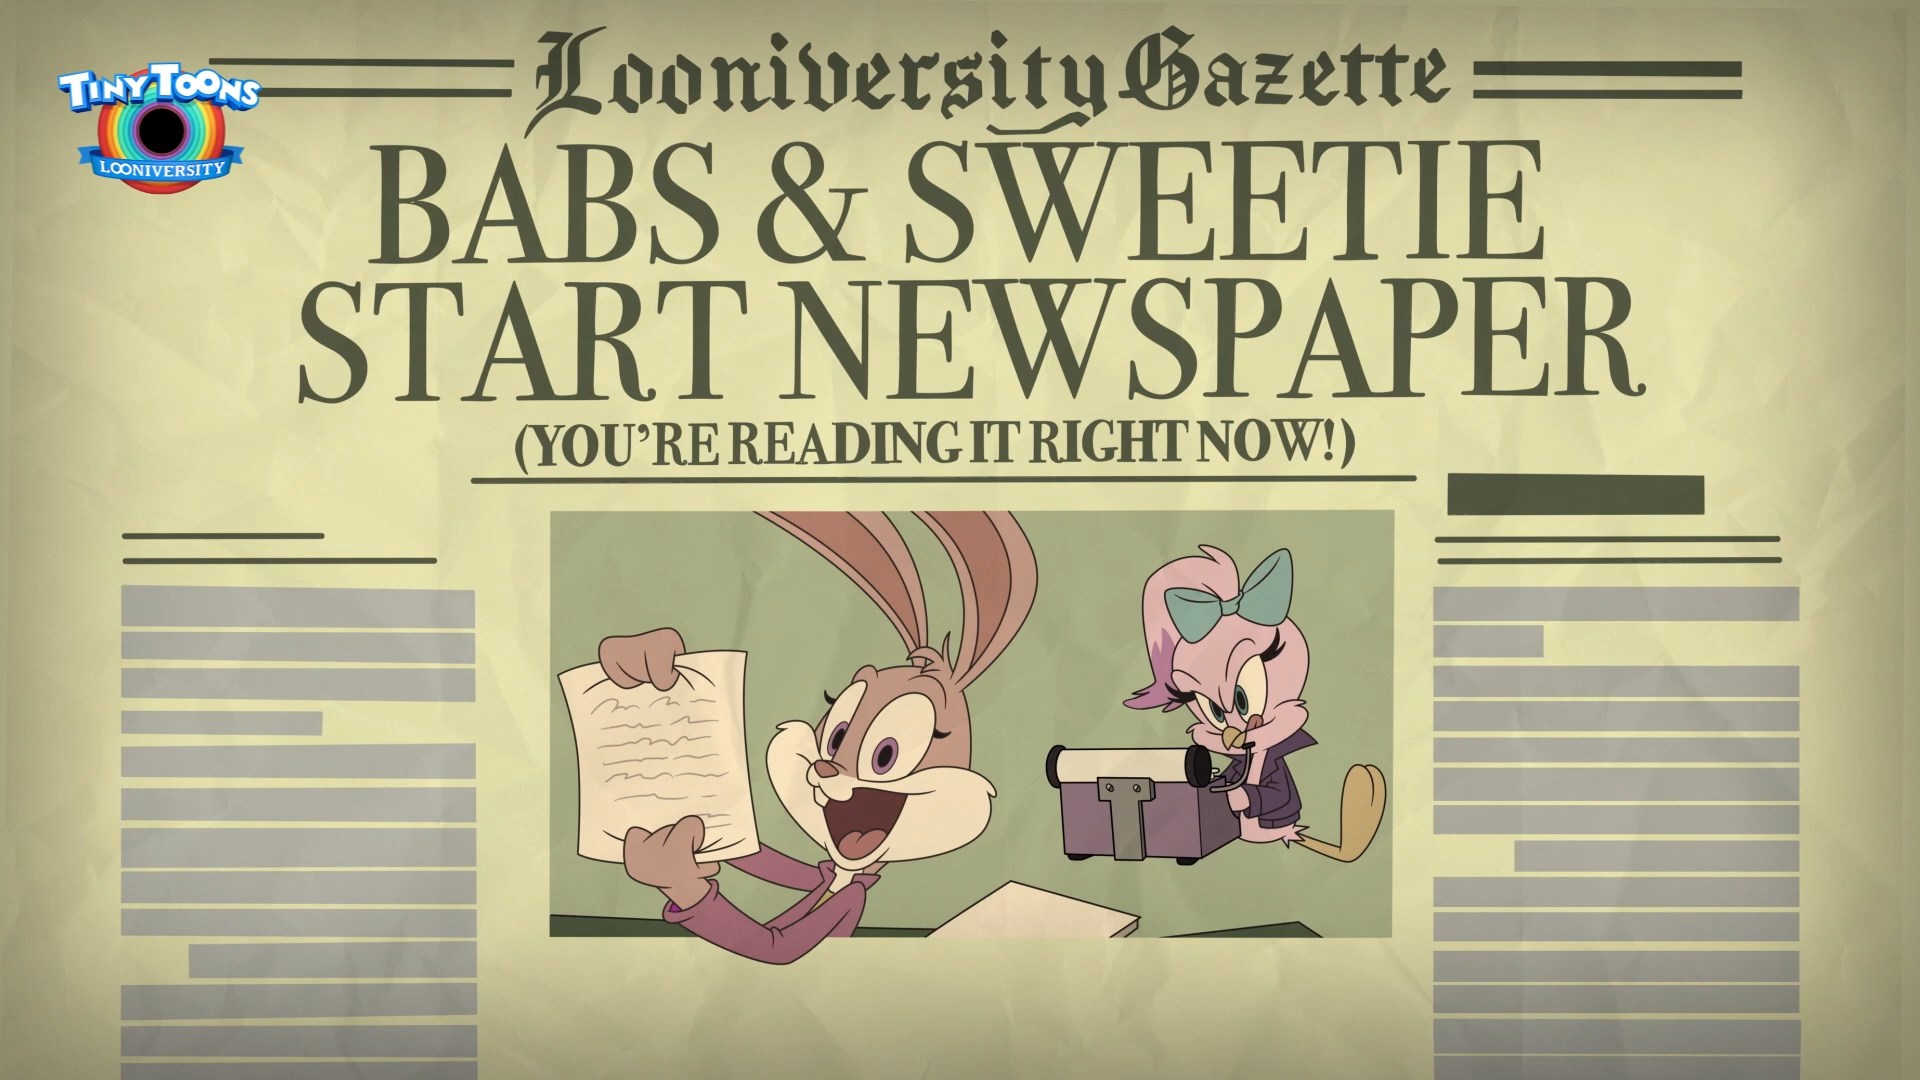 Looniversity Gazette
TINY TOONS
LOONIVERSITY
BABS & SWEETIE
START NEWSPAPER
(YOU'RE READING IT RIGHT NOW!)